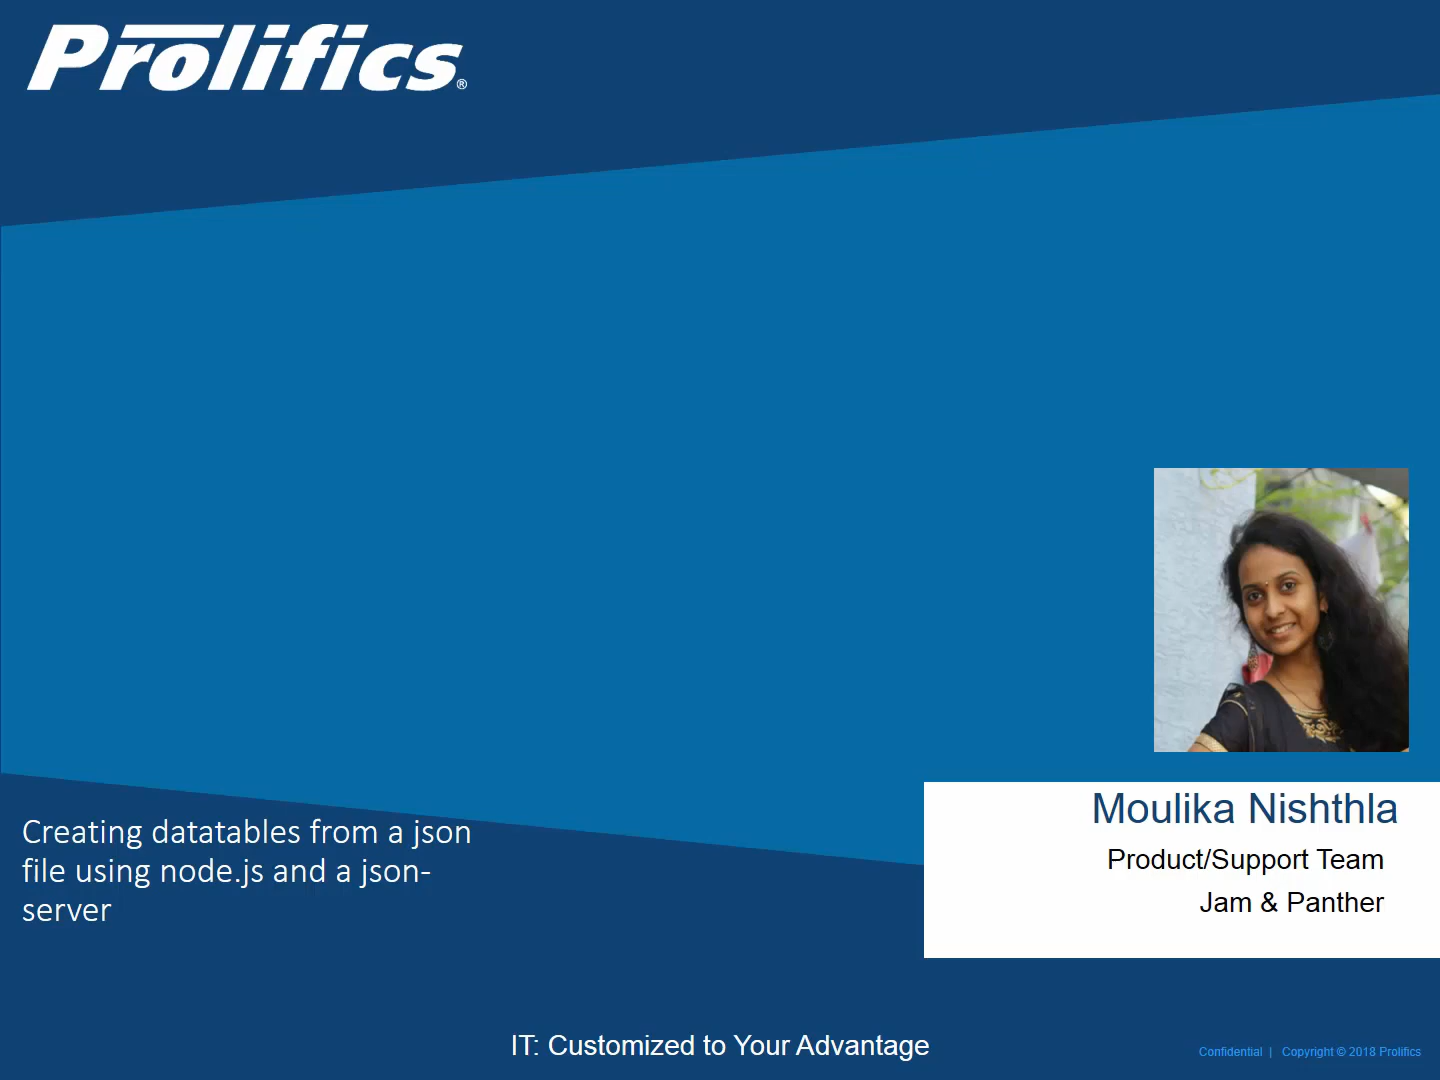 Prolifics®
Creating datatables from a json
file using node.js and a json-
server
Moulika Nishthla
Product/Support Team
Jam & Panther
IT: Customized to Your Advantage
Confidential | Copyright © 2018 Prolifics